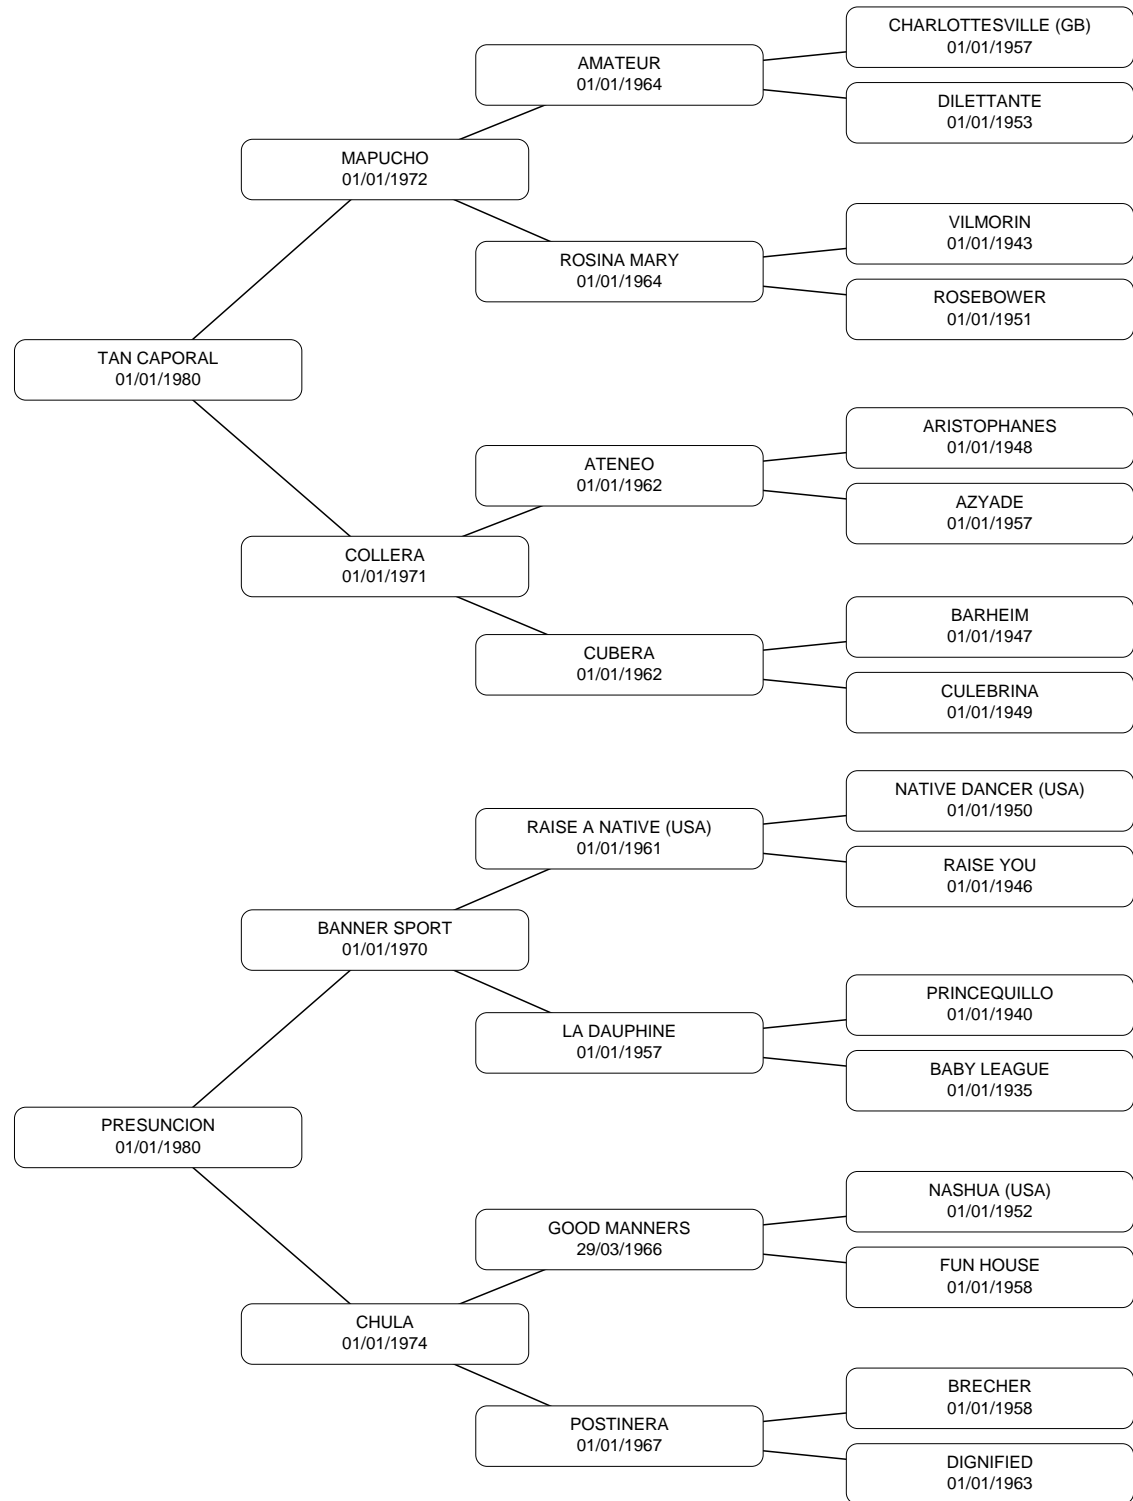 CHARLOTTESVILLE (GB)
01/01/1957
AMATEUR
01/01/1964
DILETTANTE
01/01/1953
MAPUCHO
01/01/1972
VILMORIN
01/01/1943
ROSINA MARY
01/01/1964
ROSEBOWER
01/01/1951
TAN CAPORAL
01/01/1980
ARISTOPHANES
01/01/1948
ATENEO
01/01/1962
AZYADE
01/01/1957
COLLERA
01/01/1971
BARHEIM
01/01/1947
CUBERA
01/01/1962
CULEBRINA
01/01/1949
NATIVE DANCER (USA)
01/01/1950
RAISE A NATIVE (USA)
01/01/1961
RAISE YOU
01/01/1946
BANNER SPORT
01/01/1970
PRINCEQUILLO
01/01/1940
LA DAUPHINE
01/01/1957
BABY LEAGUE
01/01/1935
PRESUNCION
01/01/1980
NASHUA (USA)
01/01/1952
GOOD MANNERS
29/03/1966
FUN HOUSE
01/01/1958
CHULA
01/01/1974
BRECHER
01/01/1958
POSTINERA
01/01/1967
DIGNIFIED
01/01/1963